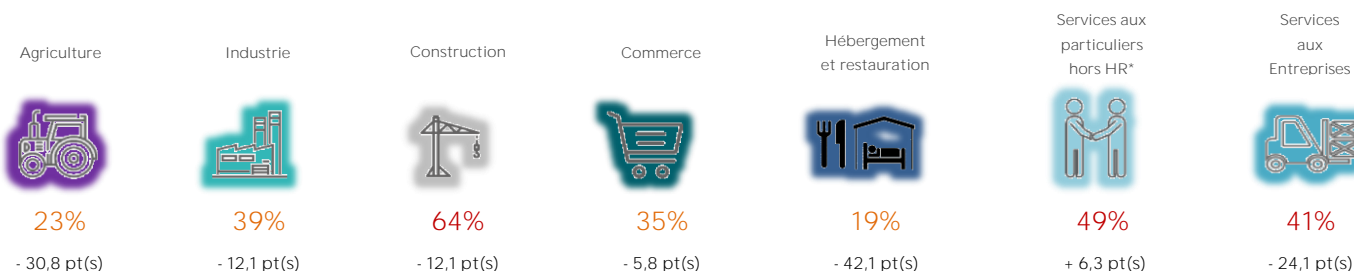 Agriculture
Industrie
Construction
Commerce
Hébergement
et restauration
Services aux
particuliers
hors HR*
Services
aux
Entreprises
23%
39%
64%
35%
19%
49%
41%
- 30,8 pt(s)
- 12,1 pt(s)
- 12,1 pt(s)
- 5,8 pt(s)
- 42,1 pt(s)
+ 6,3 pt(s)
- 24,1 pt(s)